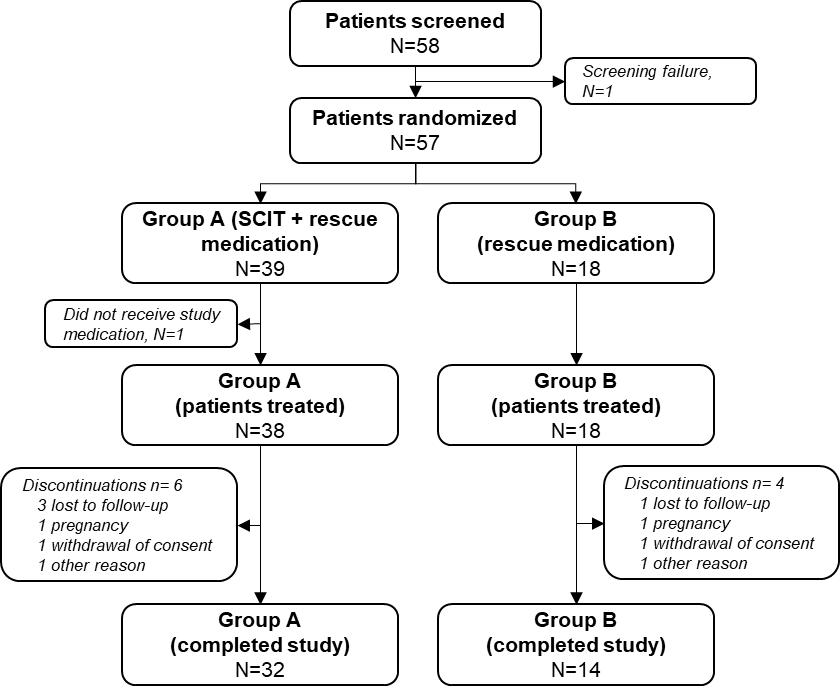 Patients screened
N=58
Screening failure,
N=1
Patients randomized
N=57
Group A (SCIT + rescue
medication)
N=39
Group B
(rescue medication)
N=18
Did not receive study
medication, N=1
Group A
(patients treated)
N=38
Group B
(patients treated)
N=18
Discontinuations n= 6
3 lost to follow-up
1 pregnancy
1 withdrawal of consent
1 other reason
Discontinuations n= 4
1 lost to follow-up
1 pregnancy
1 withdrawal of consent
1 other reason
Group A
(completed study)
N=32
Group B
(completed study)
N=14